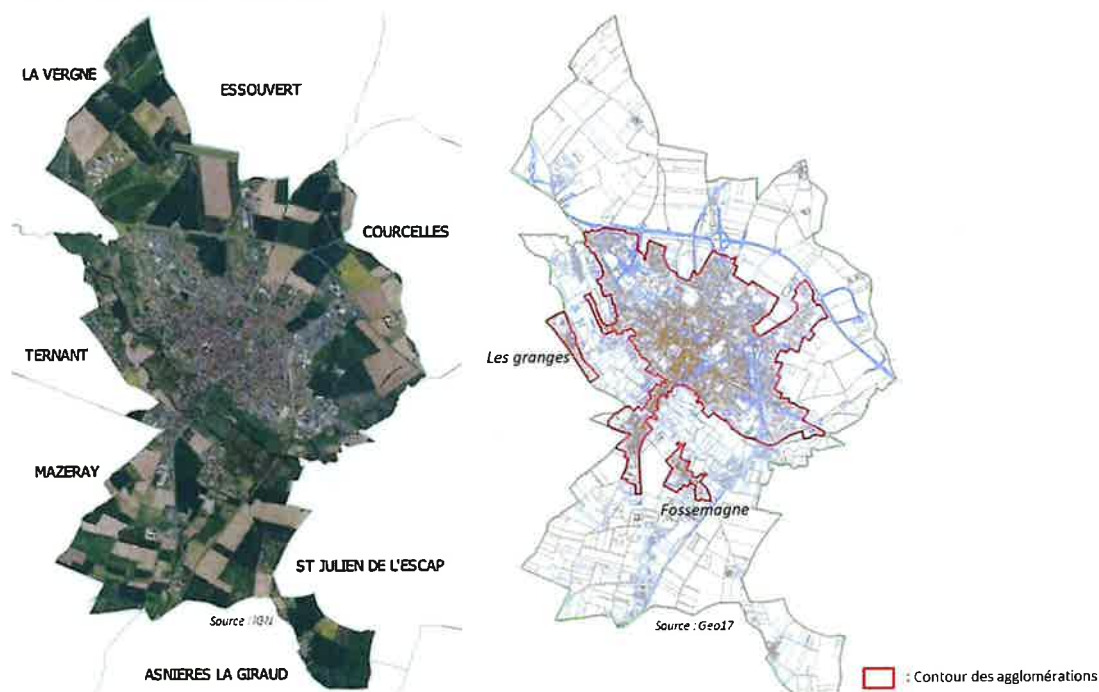 LA VERGNE
ESSOUVERT
COURCELLES
TERNANT
Les granges
MAZERAY
Fossemagne
ST JULIEN DE L'ESCAP
Source : IGN
Source : Geo17
ASNIERES LA GIRAUD
: Contour des agglomérations